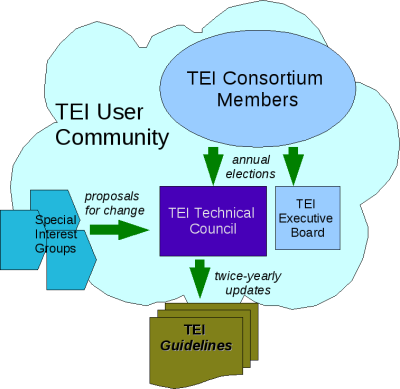 TEI Consortium
Members
TEI User
Community
annual
elections
proposals
for change
TEI Technical
Council
TEI
Executive
Board
Special
Interest
Groups
twice-yearly
updates
TEI
Guidelines